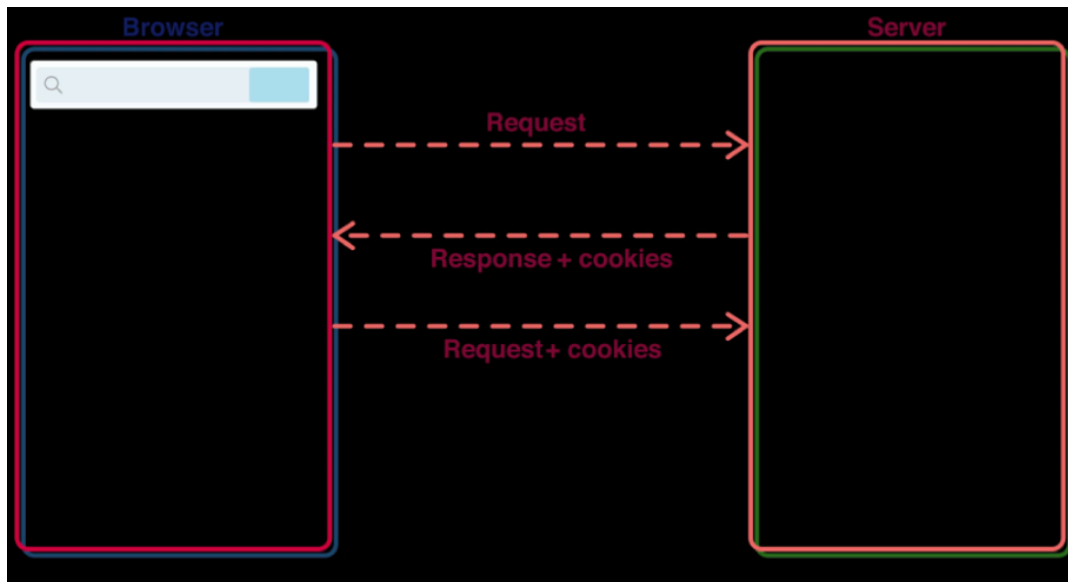 Browser
Server
Request
Response + cookies
Request+ cookies